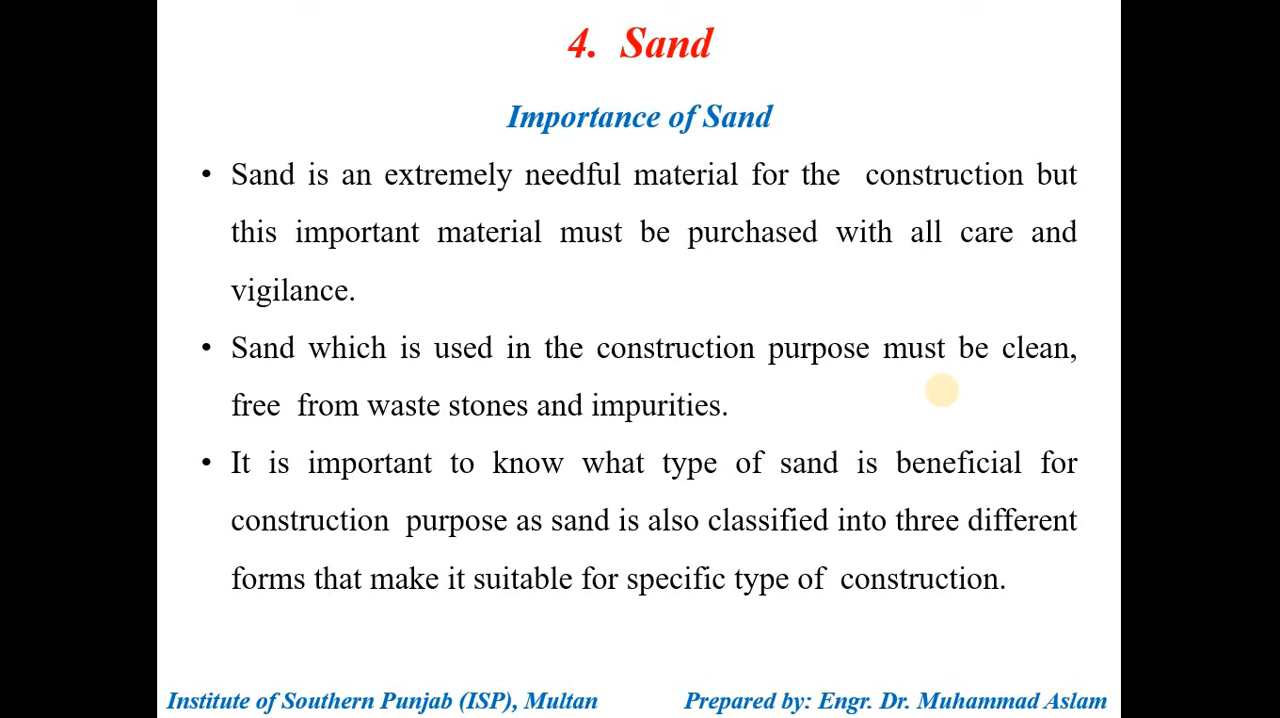 4. Sand
Importance of Sand
• Sand is an extremely needful material for the construction but
this important material must be purchased with all care and
vigilance.
• Sand which is used in the construction purpose must be clean,
free from waste stones and impurities.
• It is important to know what type of sand is beneficial for
construction purpose as sand is also classified into three different
forms that make it suitable for specific type of construction.
Institute of Southern Punjab (ISP), Multan Prepared by: Engr. Dr. Muhammad Aslam